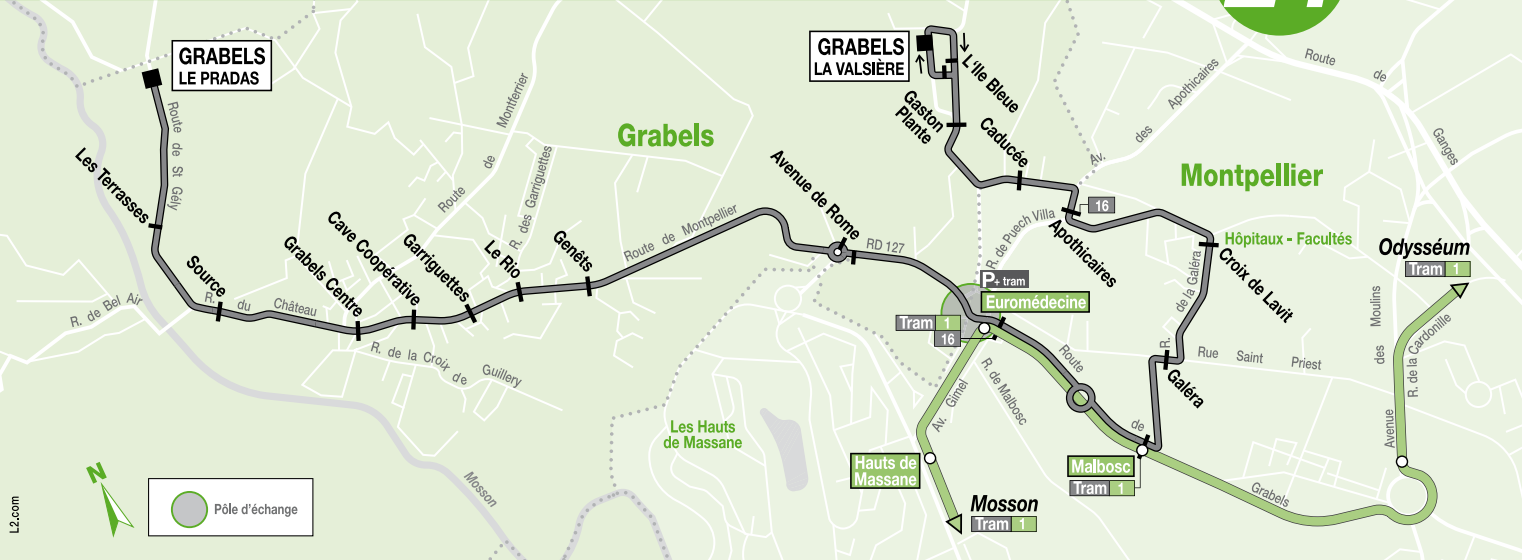 GRABELS
LE PRADAS
Route de St Gély
Les Terrasses
Source
R. du Château
R. de Bel Air
Grabels Centre
Cave Coopérative
Garriguettes
Le Rio
Genêts
R. de la Croix de Guillery
Route de Montferrier
R. des Garriguettes
Grabels
Route de Montpellier
Avenue de Rome
RD 127
GRABELS
LA VALSIÈRE
L'Ile Bleue
Gaston
Plante
Caducée
Av. des Apothicaires
16
Apothicaires
R. de Puech Villa
Montpellier
Hôpitaux - Facultés
Croix de Lavit
R. de la Galéra
Galéra
Rue Saint Priest
Route de Ganges
P+ tram
Euromédecine
Tram 1
16
R. de Malbosc
Av. Gimel
Route de Grabels
Malbosc
Tram 1
Hauts de
Massane
Mosson
Tram 1
Les Hauts
de Massane
Odysséum
Tram 1
Avenue des Moulins
R. de la Cardonille
Mosson
N
Pôle d'échange
L2.com